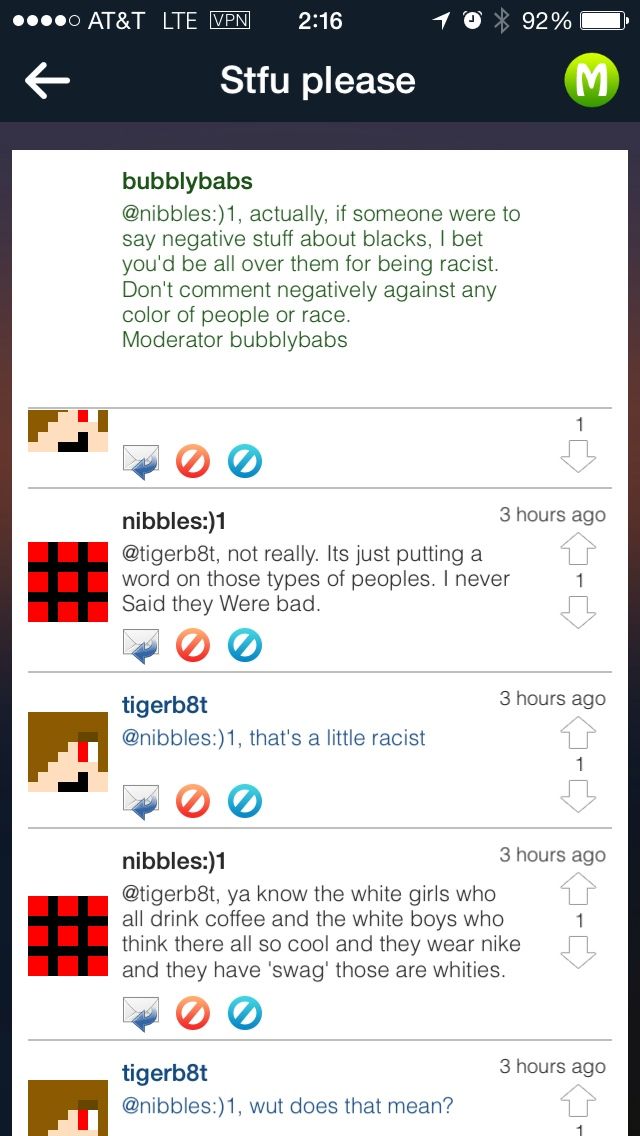 AT&T LTE VPN 2:16 92%
Stfu please M
bubblybabs
@nibbles:)1, actually, if someone were to
say negative stuff about blacks, I bet
you'd be all over them for being racist.
Don't comment negatively against any
color of people or race.
Moderator bubblybabs
1
nibbles:)1 3 hours ago
@tigerb8t, not really. Its just putting a
word on those types of peoples. I never
Said they Were bad.
1
tigerb8t 3 hours ago
@nibbles:)1, that's a little racist
1
nibbles:)1 3 hours ago
@tigerb8t, ya know the white girls who
all drink coffee and the white boys who
think there all so cool and they wear nike
and they have 'swag' those are whities.
1
tigerb8t 3 hours ago
@nibbles:)1, wut does that mean?
1